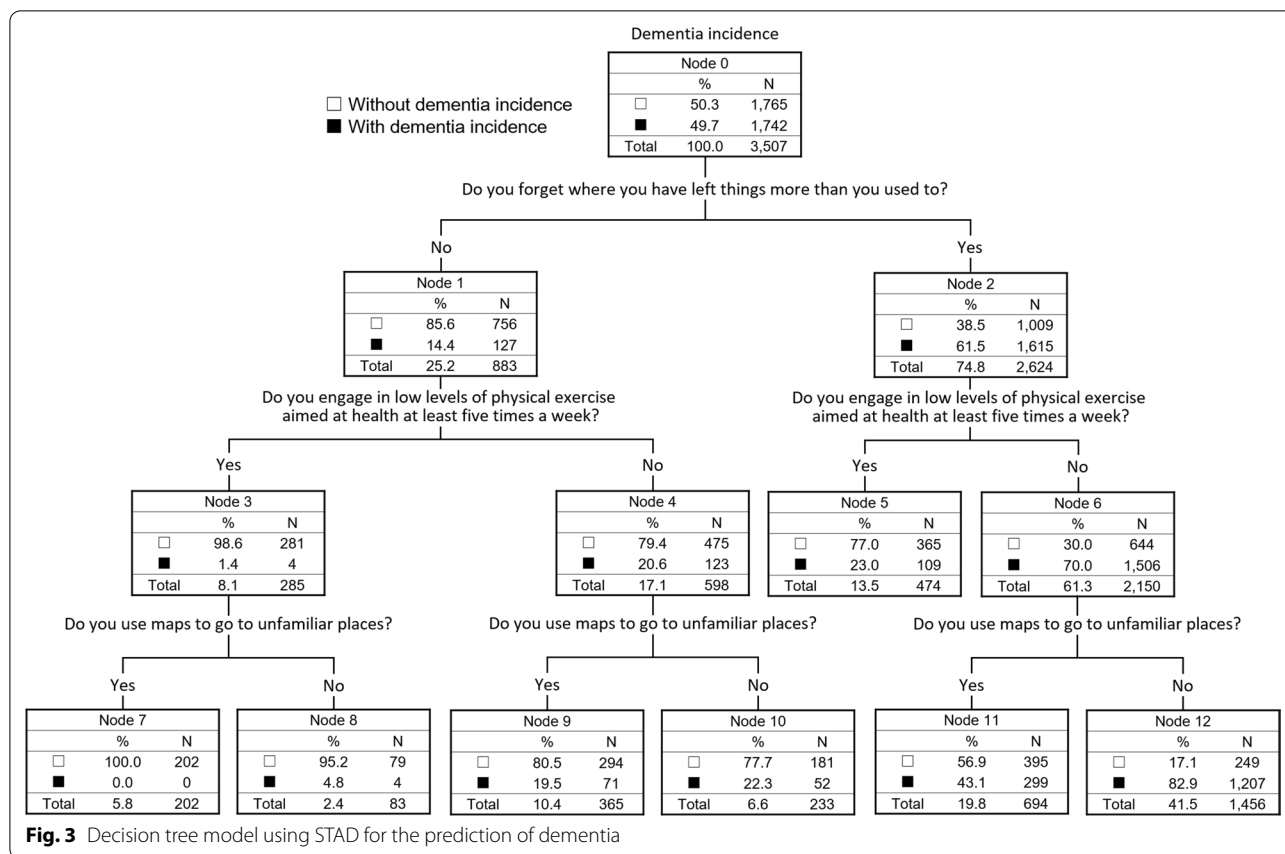 Dementia incidence
Node 0
% N
□ 50.3 1,765
■ 49.7 1,742
Total 100.0 3,507
□ Without dementia incidence
■ With dementia incidence
Do you forget where you have left things more than you used to?
No
Yes
Node 1
% N
□ 85.6 756
■ 14.4 127
Total 25.2 883
Node 2
% N
□ 38.5 1,009
■ 61.5 1,615
Total 74.8 2,624
Do you engage in low levels of physical exercise
aimed at health at least five times a week?
Do you engage in low levels of physical exercise
aimed at health at least five times a week?
Yes
No
Yes
No
Node 3
% N
□ 98.6 281
■ 1.4 4
Total 8.1 285
Node 4
% N
□ 79.4 475
■ 20.6 123
Total 17.1 598
Node 5
% N
□ 77.0 365
■ 23.0 109
Total 13.5 474
Node 6
% N
□ 30.0 644
■ 70.0 1,506
Total 61.3 2,150
Do you use maps to go to unfamiliar places?
Do you use maps to go to unfamiliar places?
Do you use maps to go to unfamiliar places?
Yes
No
Yes
No
Yes
No
Node 7
% N
□ 100.0 202
■ 0.0 0
Total 5.8 202
Node 8
% N
□ 95.2 79
■ 4.8 4
Total 2.4 83
Node 9
% N
□ 80.5 294
■ 19.5 71
Total 10.4 365
Node 10
% N
□ 77.7 181
■ 22.3 52
Total 6.6 233
Node 11
% N
□ 56.9 395
■ 43.1 299
Total 19.8 694
Node 12
% N
□ 17.1 249
■ 82.9 1,207
Total 41.5 1,456
Fig. 3 Decision tree model using STAD for the prediction of dementia